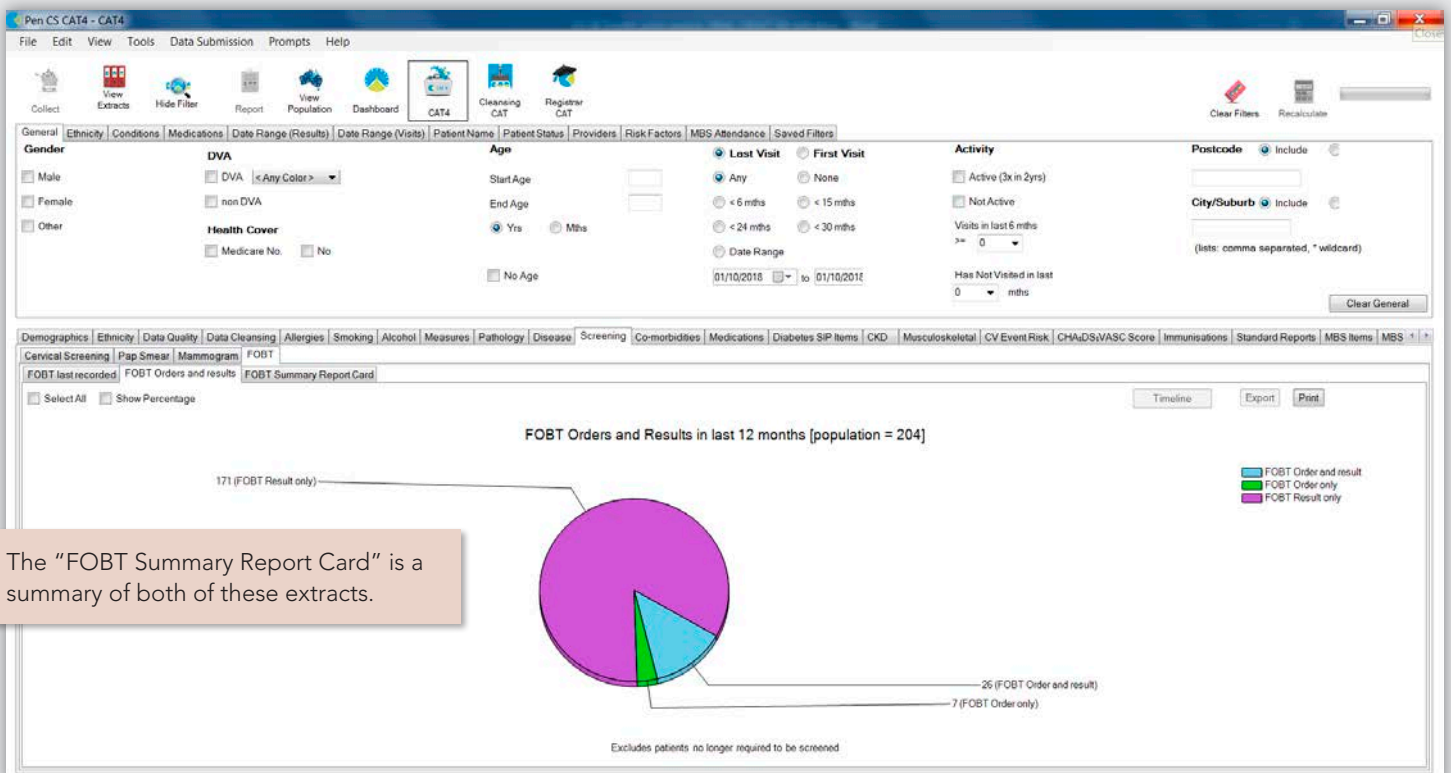 Pen CS CAT4 - CAT4
Close
File Edit View Tools Data Submission Prompts Help
Collect
View Extracts
Hide Filter
Report
View Population
Dashboard
CAT4
Cleansing CAT
Registrar CAT
Clear Filters
Recalculate
General Ethnicity Conditions Medications Date Range (Results) Date Range (Visits) Patient Name Patient Status Providers Risk Factors MBS Attendance Saved Filters
Gender
Male
Female
Other
DVA
DVA <Any Color>
non DVA
Health Cover
Medicare No. No
Age
Start Age
End Age
Yrs Mths
No Age
Last Visit First Visit
Any None
< 6 mths < 15 mths
< 24 mths < 30 mths
Date Range
01/10/2018 to 01/10/2018
Activity
Active (3x in 2yrs)
Not Active
Visits in last 6 mths
>= 0
Has Not Visited in last
0 mths
Postcode Include
City/Suburb Include
(lists: comma separated, * wildcard)
Clear General
Demographics Ethnicity Data Quality Data Cleansing Allergies Smoking Alcohol Measures Pathology Disease Screening Co-morbidities Medications Diabetes SIP Items CKD Musculoskeletal CV Event Risk CHA₂DS₂VASC Score Immunisations Standard Reports MBS Items MBS
Cervical Screening Pap Smear Mammogram FOBT
FOBT last recorded FOBT Orders and results FOBT Summary Report Card
Select All Show Percentage
Timeline Export Print
FOBT Orders and Results in last 12 months [population = 204]
171 (FOBT Result only)
FOBT Order and result
FOBT Order only
FOBT Result only
The “FOBT Summary Report Card” is a
summary of both of these extracts.
26 (FOBT Order and result)
7 (FOBT Order only)
Excludes patients no longer required to be screened